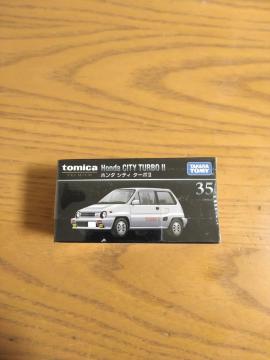 tomica
PREMIUM
Honda CITY TURBO II
ホンダ シティ ターボII
TAKARA
TOMY
35